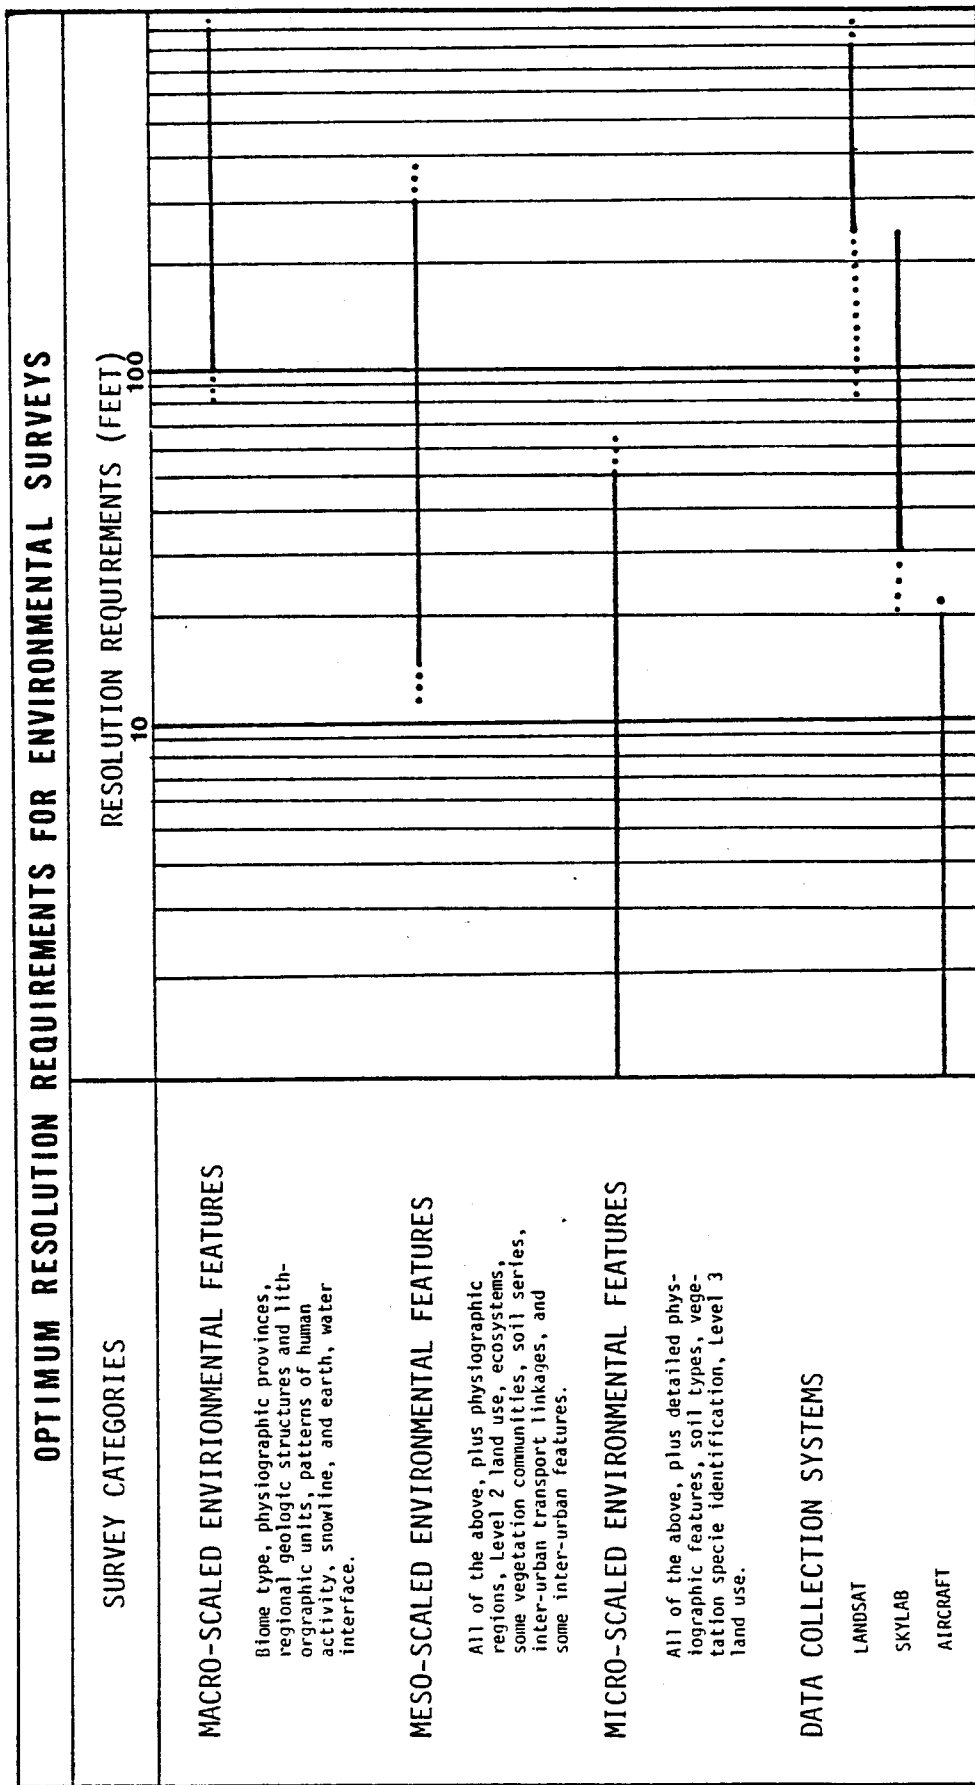 OPTIMUM RESOLUTION REQUIREMENTS FOR ENVIRONMENTAL SURVEYS
SURVEY CATEGORIES
RESOLUTION REQUIREMENTS (FEET)
10
100
MACRO-SCALED ENVIRIONMENTAL FEATURES
Biome type, physiographic provinces,
regional geologic structures and lith-
orgraphic units, patterns of human
activity, snowline, and earth, water
interface.
MESO-SCALED ENVIRONMENTAL FEATURES
All of the above, plus physiographic
regions, Level 2 land use, ecosystems,
some vegetation communities, soil series,
inter-urban transport linkages, and
some inter-urban features.
MICRO-SCALED ENVIRONMENTAL FEATURES
All of the above, plus detailed phys-
iographic features, soil types, vege-
tation specie identification, Level 3
land use.
DATA COLLECTION SYSTEMS
LANDSAT
SKYLAB
AIRCRAFT